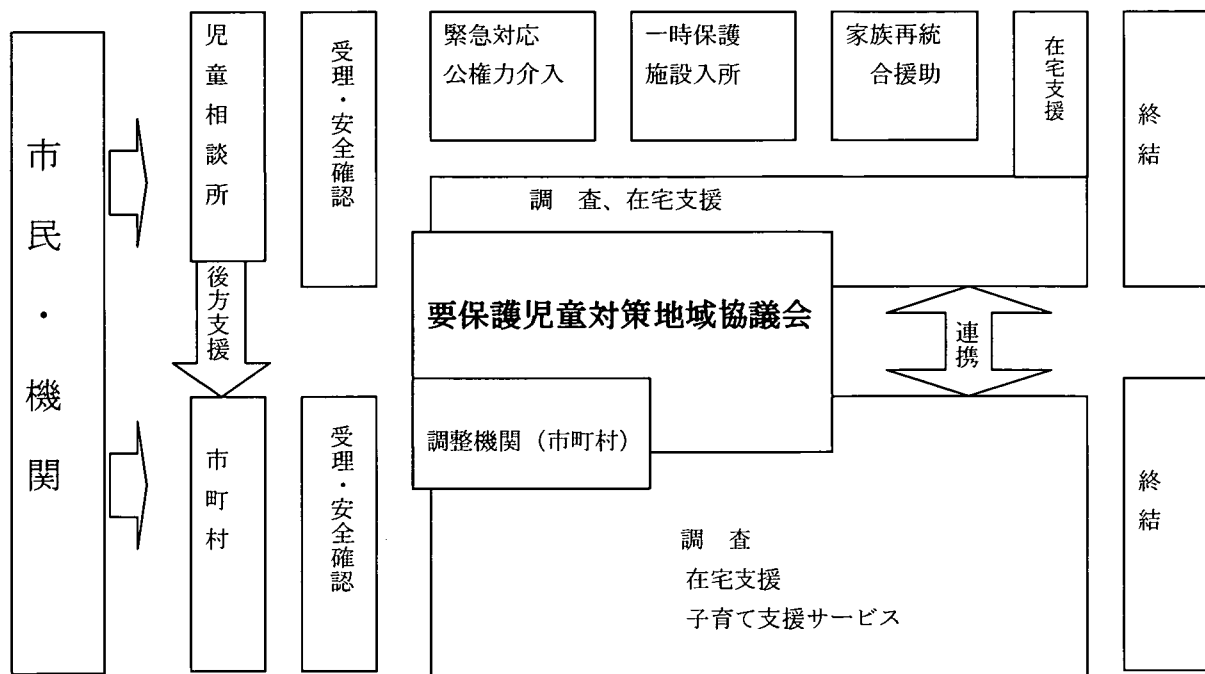 市民・機関
児童相談所
後方支援
市町村
受理・安全確認
受理・安全確認
緊急対応
公権力介入
一時保護
施設入所
家族再統
合援助
在宅支援
調　査、在宅支援
要保護児童対策地域協議会
調整機関（市町村）
連携
調　査
在宅支援
子育て支援サービス
終結
終結